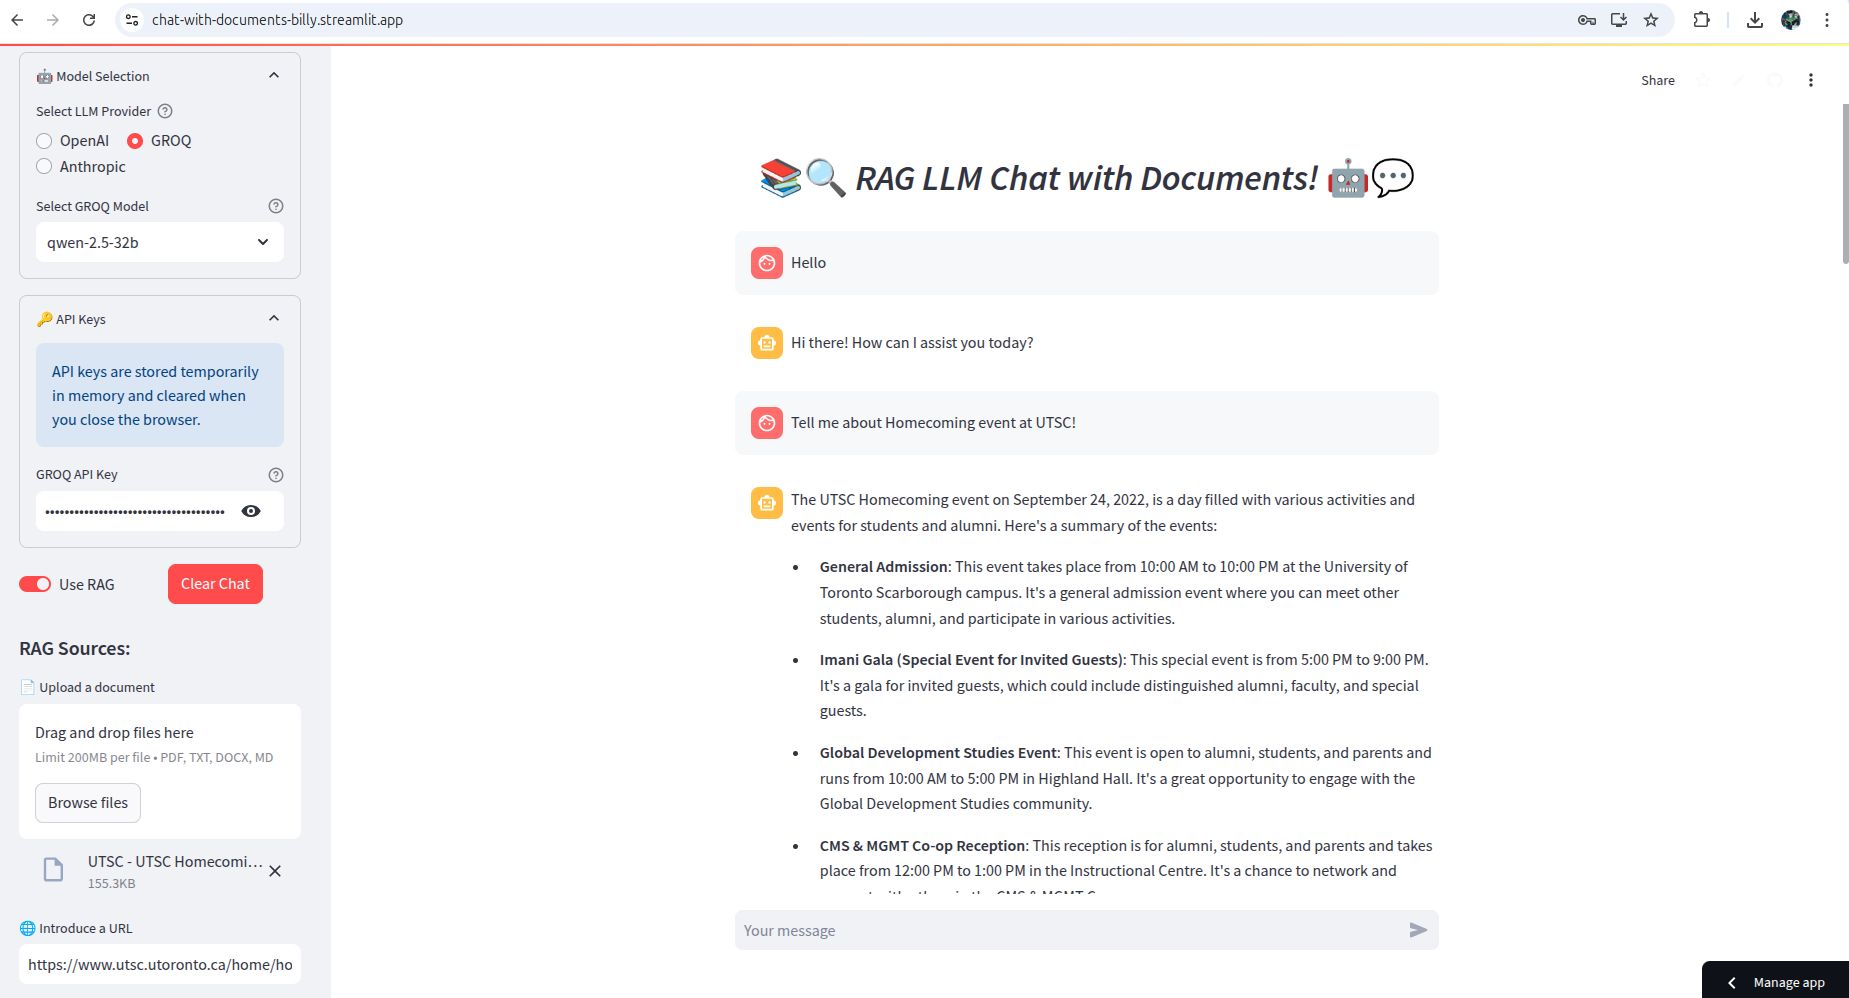 chat-with-documents-billy.streamlit.app
🤖 Model Selection
Select LLM Provider
OpenAI
GROQ
Anthropic
Select GROQ Model
qwen-2.5-32b
🔑 API Keys
API keys are stored temporarily
in memory and cleared when
you close the browser.
GROQ API Key
Use RAG
Clear Chat
RAG Sources:
📄 Upload a document
Drag and drop files here
Limit 200MB per file • PDF, TXT, DOCX, MD
Browse files
UTSC - UTSC Homecomi...
155.3KB
🌐 Introduce a URL
https://www.utsc.utoronto.ca/home/ho
Share
📚🔍 RAG LLM Chat with Documents! 🤖💬
Hello
Hi there! How can I assist you today?
Tell me about Homecoming event at UTSC!
The UTSC Homecoming event on September 24, 2022, is a day filled with various activities and
events for students and alumni. Here's a summary of the events:
• General Admission: This event takes place from 10:00 AM to 10:00 PM at the University of
Toronto Scarborough campus. It's a general admission event where you can meet other
students, alumni, and participate in various activities.
• Imani Gala (Special Event for Invited Guests): This special event is from 5:00 PM to 9:00 PM.
It's a gala for invited guests, which could include distinguished alumni, faculty, and special
guests.
• Global Development Studies Event: This event is open to alumni, students, and parents and
runs from 10:00 AM to 5:00 PM in Highland Hall. It's a great opportunity to engage with the
Global Development Studies community.
• CMS & MGMT Co-op Reception: This reception is for alumni, students, and parents and takes
place from 12:00 PM to 1:00 PM in the Instructional Centre. It's a chance to network and
Your message
Manage app